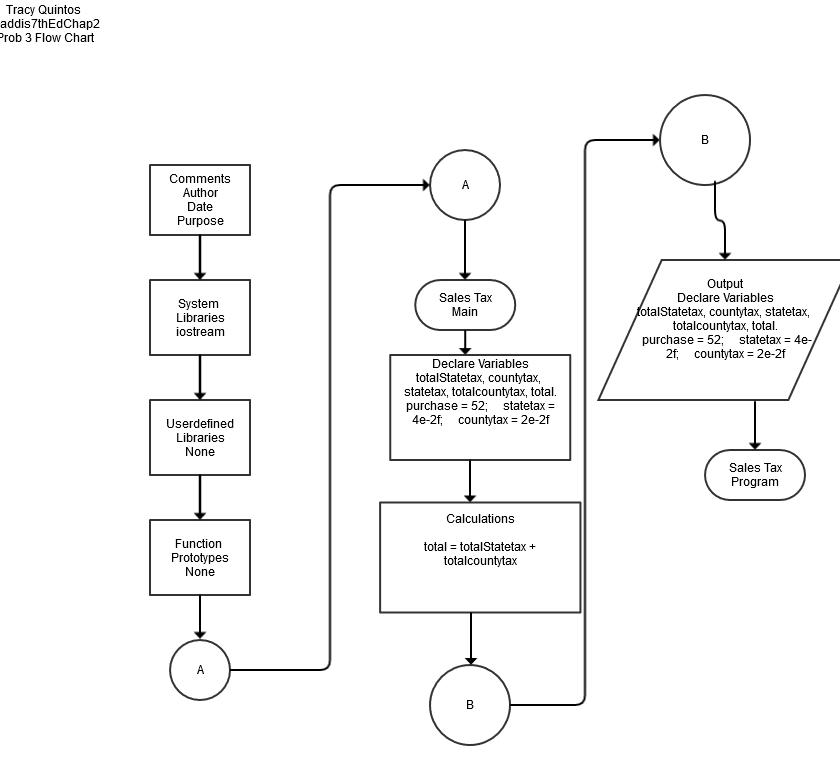 Tracy Quintos
addis7thEdChap2
Prob 3 Flow Chart
Comments
Author
Date
Purpose
System
Libraries
iostream
Userdefined
Libraries
None
Function
Prototypes
None
A
A
Sales Tax
Main
Declare Variables
totalStatetax, countytax,
statetax, totalcountytax, total.
purchase = 52; statetax =
4e-2f; countytax = 2e-2f
Calculations
total = totalStatetax +
totalcountytax
B
B
Output
Declare Variables
totalStatetax, countytax, statetax,
totalcountytax, total.
purchase = 52; statetax = 4e-
2f; countytax = 2e-2f
Sales Tax
Program